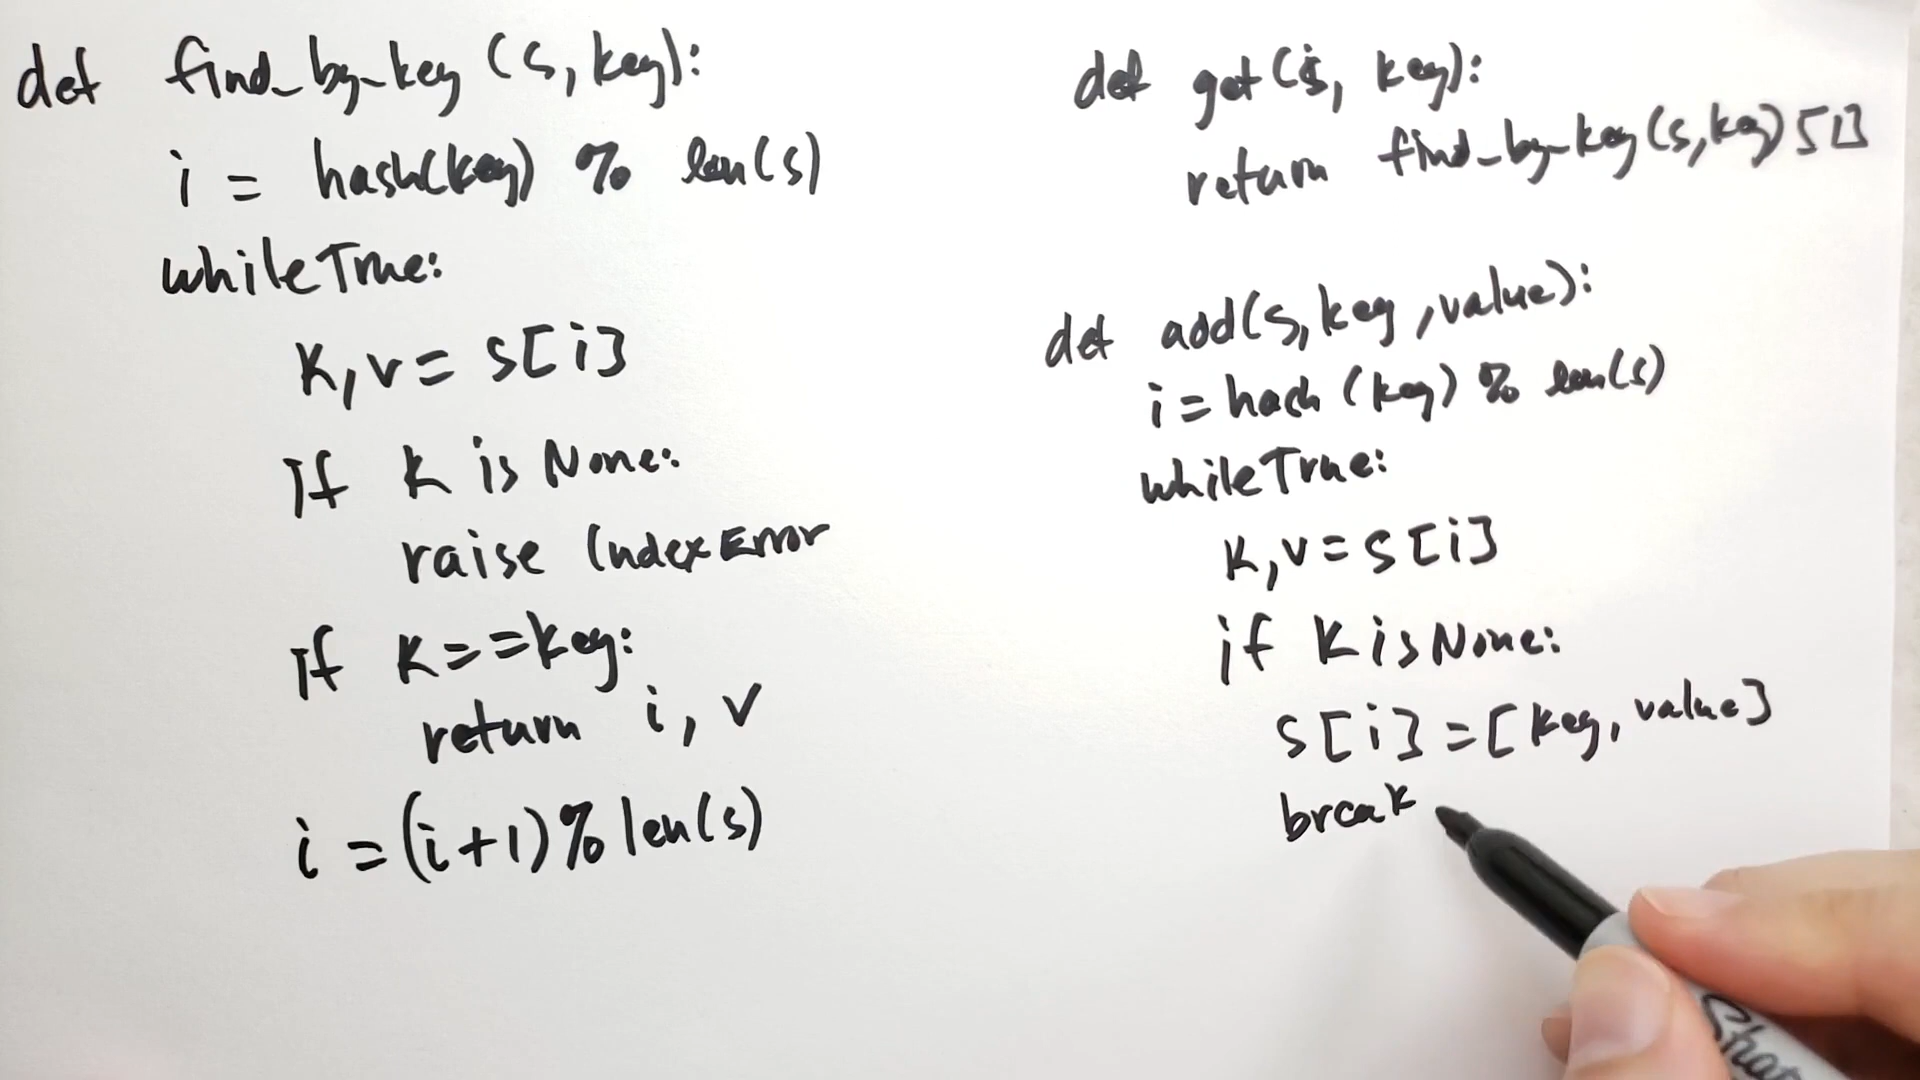 def find_by_key (s, key):
i = hash(key) % len(s)
while True:
k, v = s[i]
If k is None:
raise IndexError
If k == key:
return i, v
i = (i+1) % len(s)
def get(s, key):
return find_by_key(s, key)[1]
def add(s, key, value):
i = hash (key) % len(s)
while True:
k, v = s[i]
if k is None:
s[i] = [key, value]
break